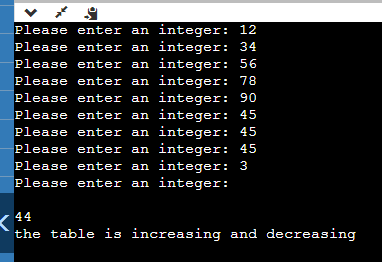 Please enter an integer: 12
Please enter an integer: 34
Please enter an integer: 56
Please enter an integer: 78
Please enter an integer: 90
Please enter an integer: 45
Please enter an integer: 45
Please enter an integer: 45
Please enter an integer: 3
Please enter an integer:
44
the table is increasing and decreasing